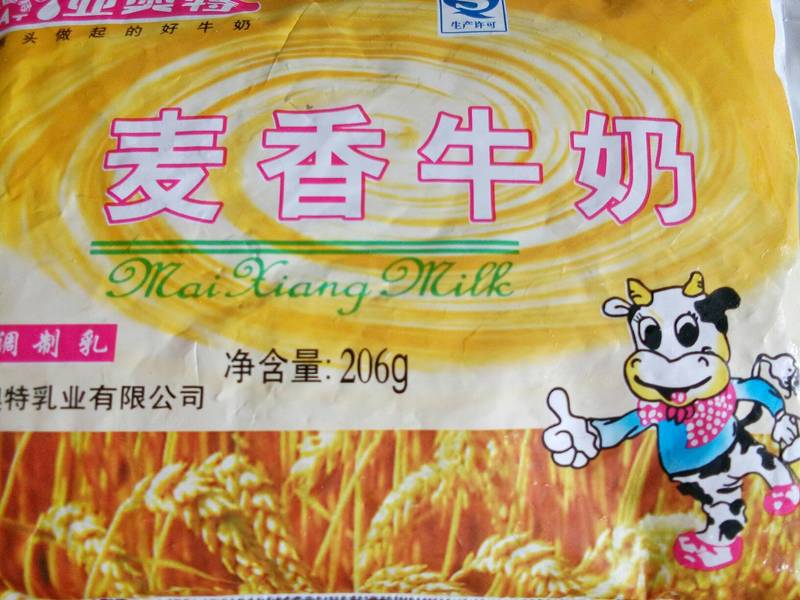 头做起的好牛奶
生产许可
麦香牛奶
Mai Xiang Milk
调制乳
净含量:206g
特乳业有限公司